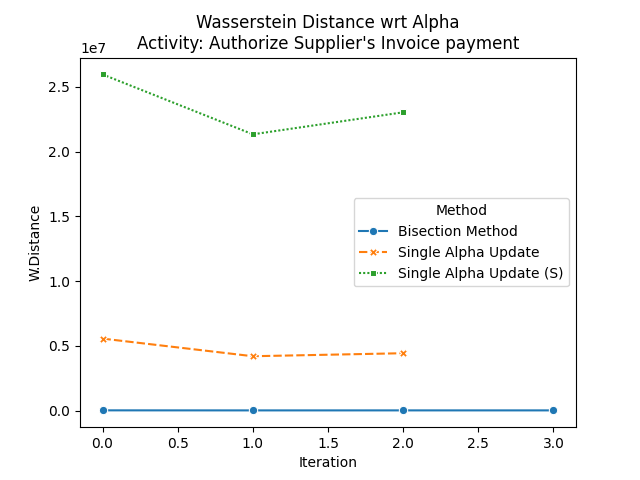 Wasserstein Distance wrt Alpha
Activity: Authorize Supplier's Invoice payment
1e7
2.5
2.0
1.5
1.0
0.5
0.0
W.Distance
Method
Bisection Method
Single Alpha Update
Single Alpha Update (S)
0.0 0.5 1.0 1.5 2.0 2.5 3.0
Iteration